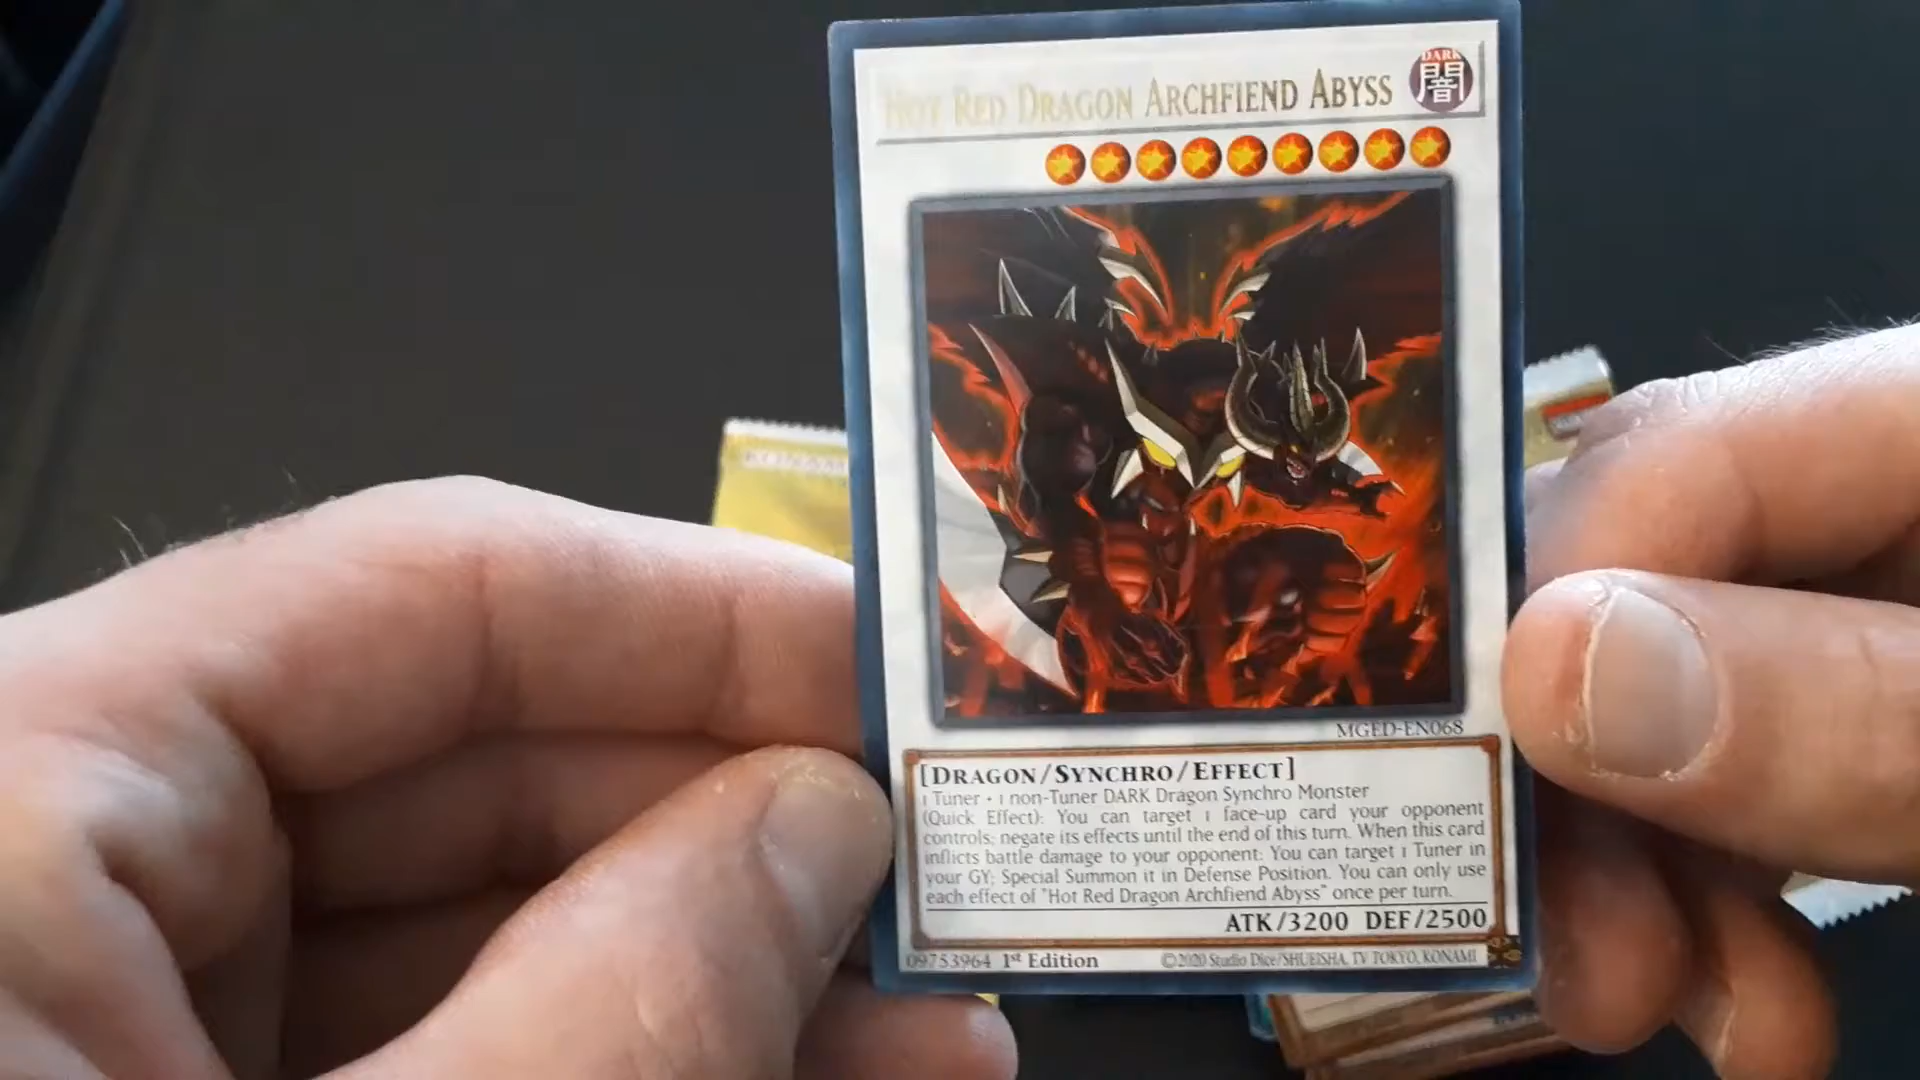 HOT RED DRAGON ARCHFIEND ABYSS
DARK
闇
KONAMI
MGED-EN068
[DRAGON/SYNCHRO/EFFECT]
1 Tuner + 1 non-Tuner DARK Dragon Synchro Monster
(Quick Effect): You can target 1 face-up card your opponent
controls; negate its effects until the end of this turn. When this card
inflicts battle damage to your opponent: You can target 1 Tuner in
your GY; Special Summon it in Defense Position. You can only use
each effect of "Hot Red Dragon Archfiend Abyss" once per turn.
ATK/3200 DEF/2500
09753964 1st Edition ©2020 Studio Dice/SHUEISHA, TV TOKYO, KONAMI